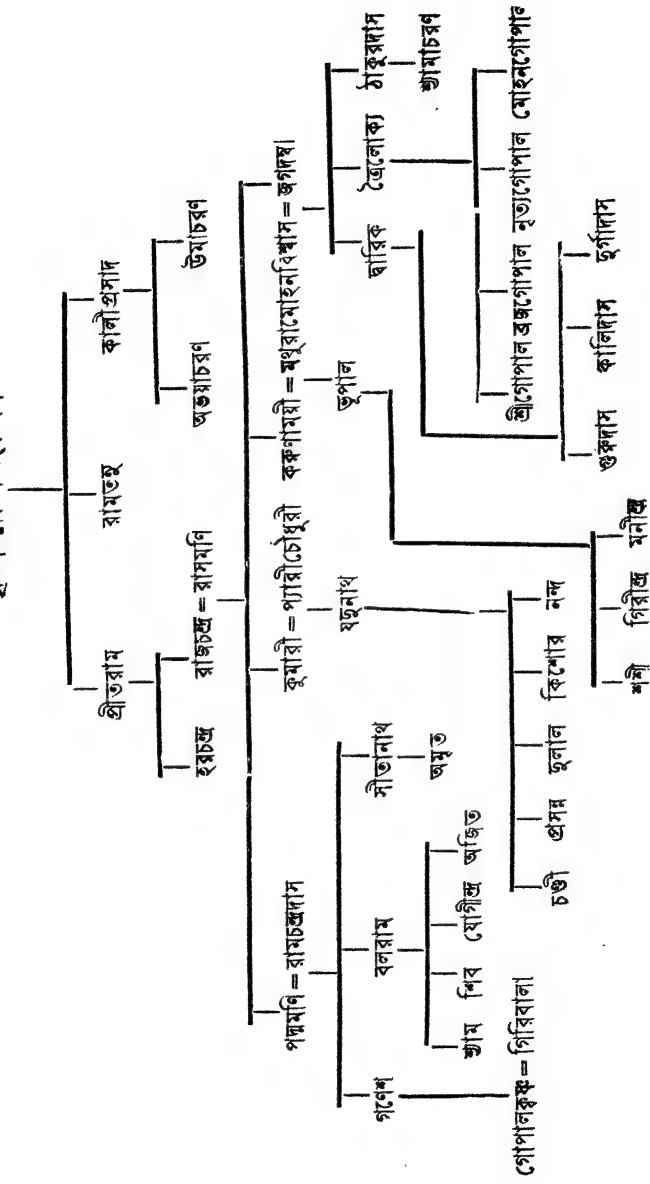 প্রীতরাম রামতনু কালীপ্রসাদ
হরচন্দ্র রাজচন্দ্র = রাসমণি অভয়াচরণ উমাচরণ
পদ্মমণি = রামচন্দ্রদাস কুমারী = প্যারীচৌধুরী করুণাময়ী = মথুরামোহনবিশ্বাস = জগদম্বা
গণেশ বলরাম সীতানাথ যদুনাথ ভূপাল দ্বারিক ত্রৈলোক্য ঠাকুরদাস
শ্যাম শিব যোগীন্দ্র অজিত অমৃত শ্যামাচরণ
গোপালকৃষ্ণ = গিরিবালা শ্রীগোপাল ব্রজগোপাল নৃত্যগোপাল মোহনগোপাল
চণ্ডী প্রসন্ন দুলাল কিশোর নন্দ গুরুদাস কালিদাস দুর্গাদাস
শশী গিরীন্দ্র মনীন্দ্র